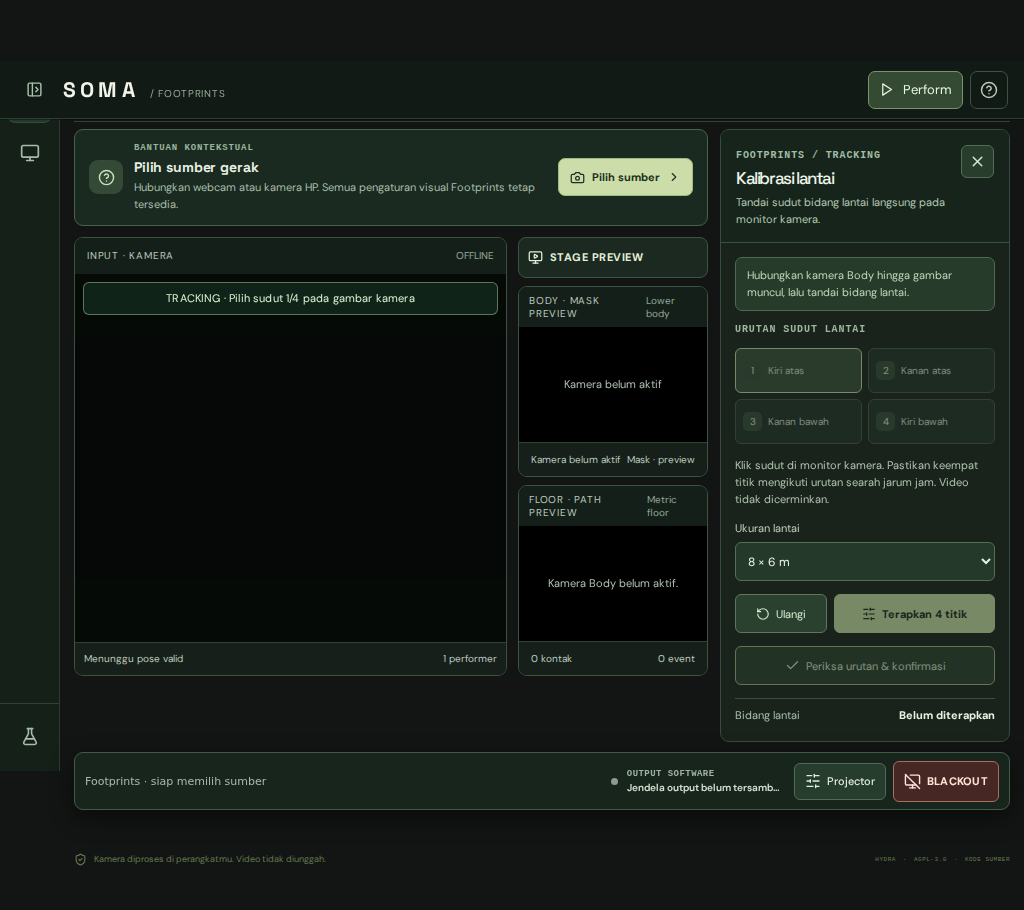 SOMA / FOOTPRINTS
Perform
BANTUAN KONTEKSTUAL
Pilih sumber gerak
Hubungkan webcam atau kamera HP. Semua pengaturan visual Footprints tetap
tersedia.
Pilih sumber
INPUT · KAMERA
OFFLINE
TRACKING · Pilih sudut 1/4 pada gambar kamera
Menunggu pose valid
1 performer
STAGE PREVIEW
BODY · MASK
PREVIEW
Lower
body
Kamera belum aktif
Kamera belum aktif
Mask · preview
FLOOR · PATH
PREVIEW
Metric
floor
Kamera Body belum aktif.
0 kontak
0 event
FOOTPRINTS / TRACKING
Kalibrasi lantai
Tandai sudut bidang lantai langsung pada
monitor kamera.
Hubungkan kamera Body hingga gambar
muncul, lalu tandai bidang lantai.
URUTAN SUDUT LANTAI
1 Kiri atas
2 Kanan atas
3 Kanan bawah
4 Kiri bawah
Klik sudut di monitor kamera. Pastikan keempat
titik mengikuti urutan searah jarum jam. Video
tidak dicerminkan.
Ukuran lantai
8 × 6 m
Ulangi
Terapkan 4 titik
Periksa urutan & konfirmasi
Bidang lantai
Belum diterapkan
Footprints · siap memilih sumber
OUTPUT SOFTWARE
Jendela output belum tersamb…
Projector
BLACKOUT
Kamera diproses di perangkatmu. Video tidak diunggah.
HYDRA · AGPL-3.0 · KODE SUMBER